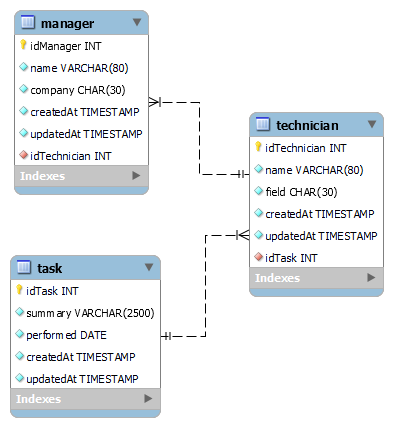 manager
idManager INT
name VARCHAR(80)
company CHAR(30)
createdAt TIMESTAMP
updatedAt TIMESTAMP
idTechnician INT
Indexes
technician
idTechnician INT
name VARCHAR(80)
field CHAR(30)
createdAt TIMESTAMP
updatedAt TIMESTAMP
idTask INT
Indexes
task
idTask INT
summary VARCHAR(2500)
performed DATE
createdAt TIMESTAMP
updatedAt TIMESTAMP
Indexes